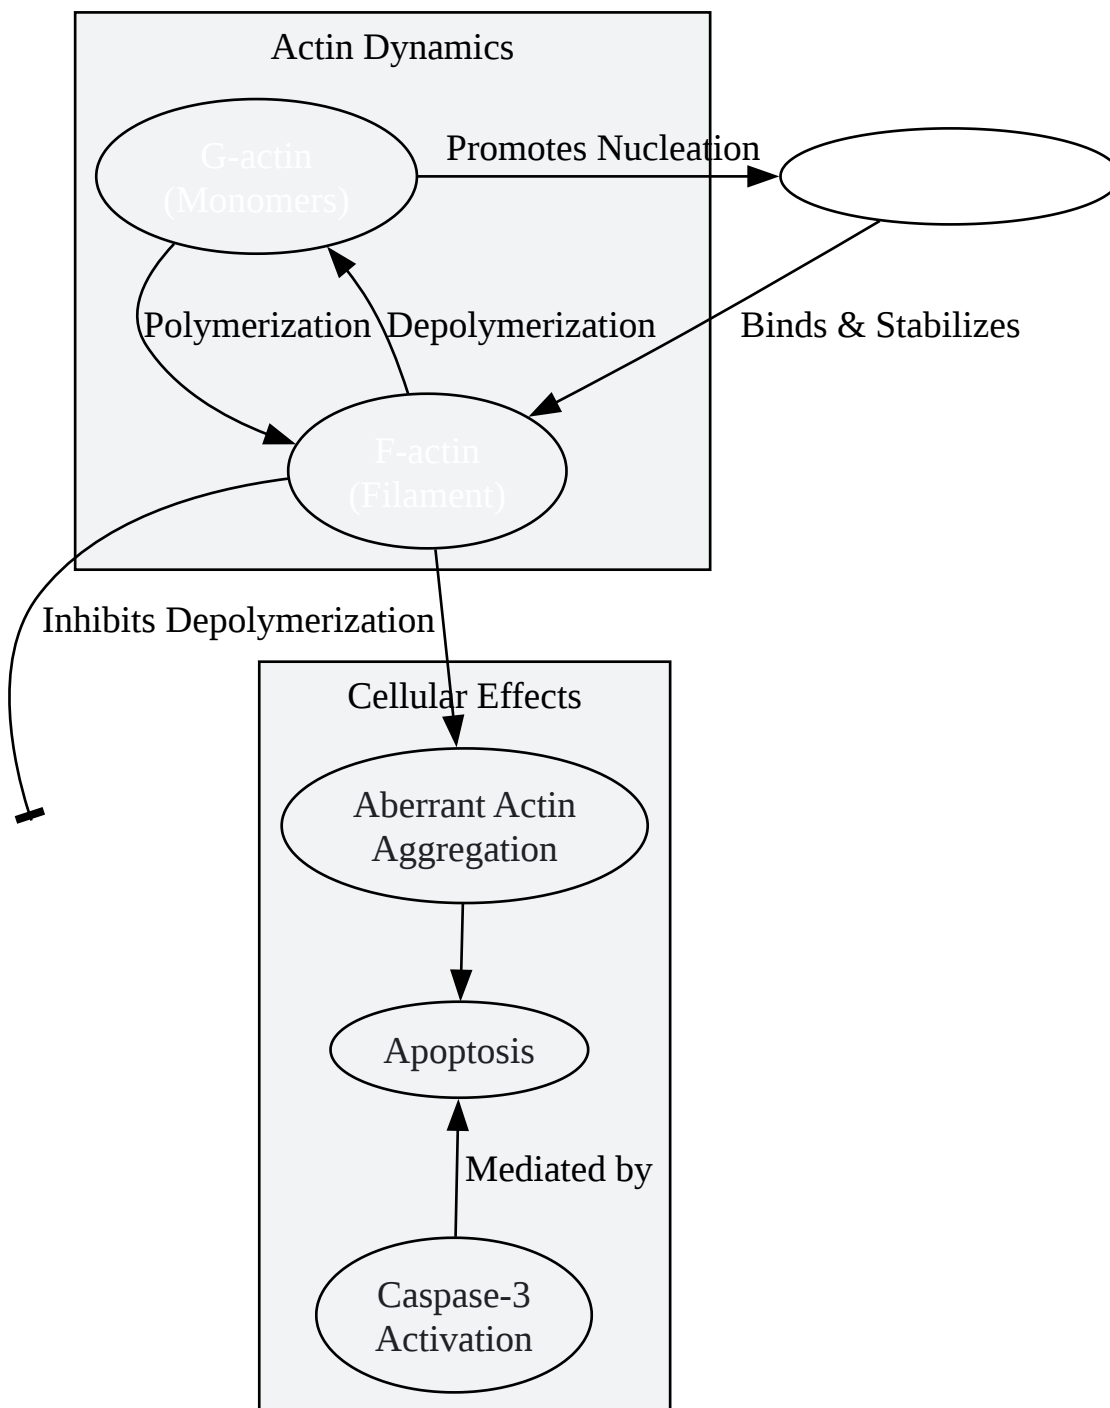 Actin Dynamics
G-actin
(Monomers)
Promotes Nucleation
Polymerization
Depolymerization
Binds & Stabilizes
F-actin
(Filament)
Inhibits Depolymerization
Cellular Effects
Aberrant Actin
Aggregation
Apoptosis
Mediated by
Caspase-3
Activation